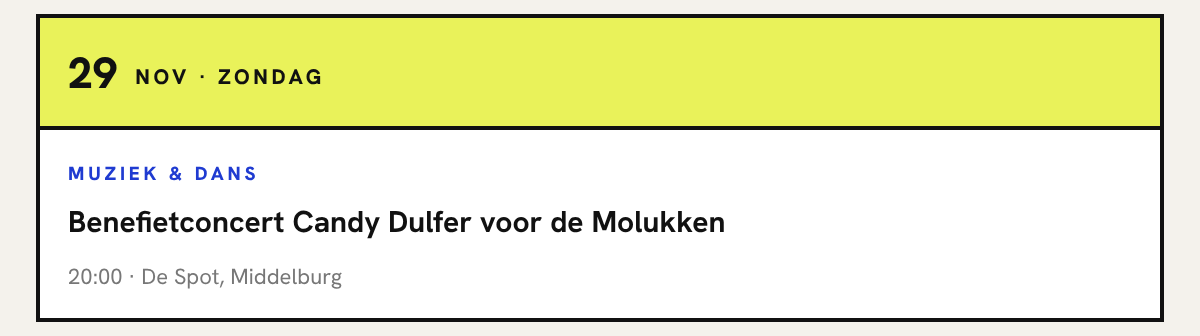 29 NOV · ZONDAG
MUZIEK & DANS
Benefietconcert Candy Dulfer voor de Molukken
20:00 · De Spot, Middelburg